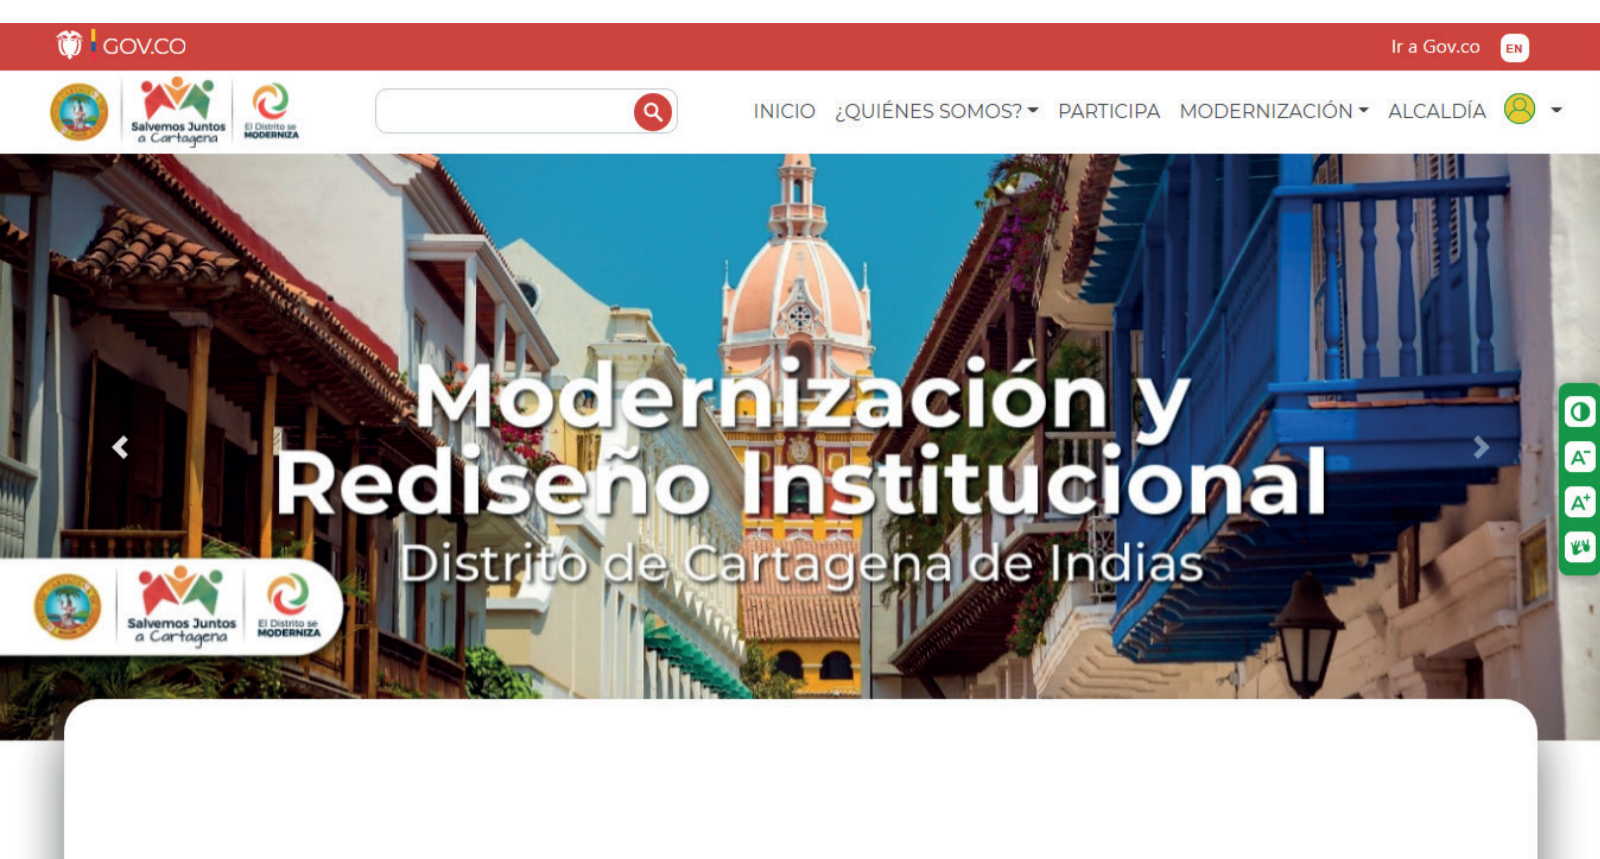 GOV.CO
Ir a Gov.co
EN
Salvemos Juntos
a Cartagena
El Distrito se
MODERNIZA
INICIO
¿QUIÉNES SOMOS?
PARTICIPA
MODERNIZACIÓN
ALCALDÍA
Modernización y
Rediseño Institucional
Distrito de Cartagena de Indias
A-
A+
Salvemos Juntos
a Cartagena
El Distrito se
MODERNIZA